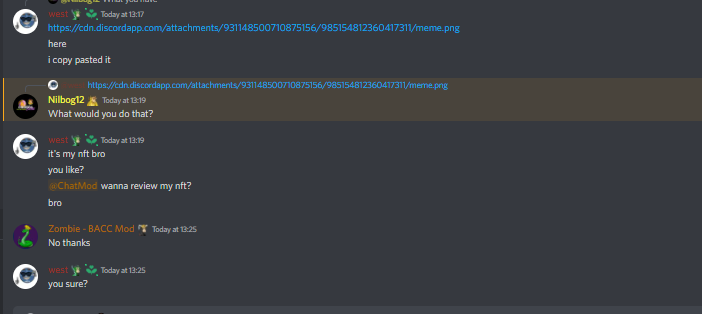 Nilbog12 What you have
west Today at 13:17
https://cdn.discordapp.com/attachments/931148500710875156/985154812360417311/meme.png
here
i copy pasted it
https://cdn.discordapp.com/attachments/931148500710875156/985154812360417311/meme.png
Nilbog12 Today at 13:19
What would you do that?
west Today at 13:19
it's my nft bro
you like?
@ChatMod wanna review my nft?
bro
Zombie - BACC Mod Today at 13:25
No thanks
west Today at 13:25
you sure?